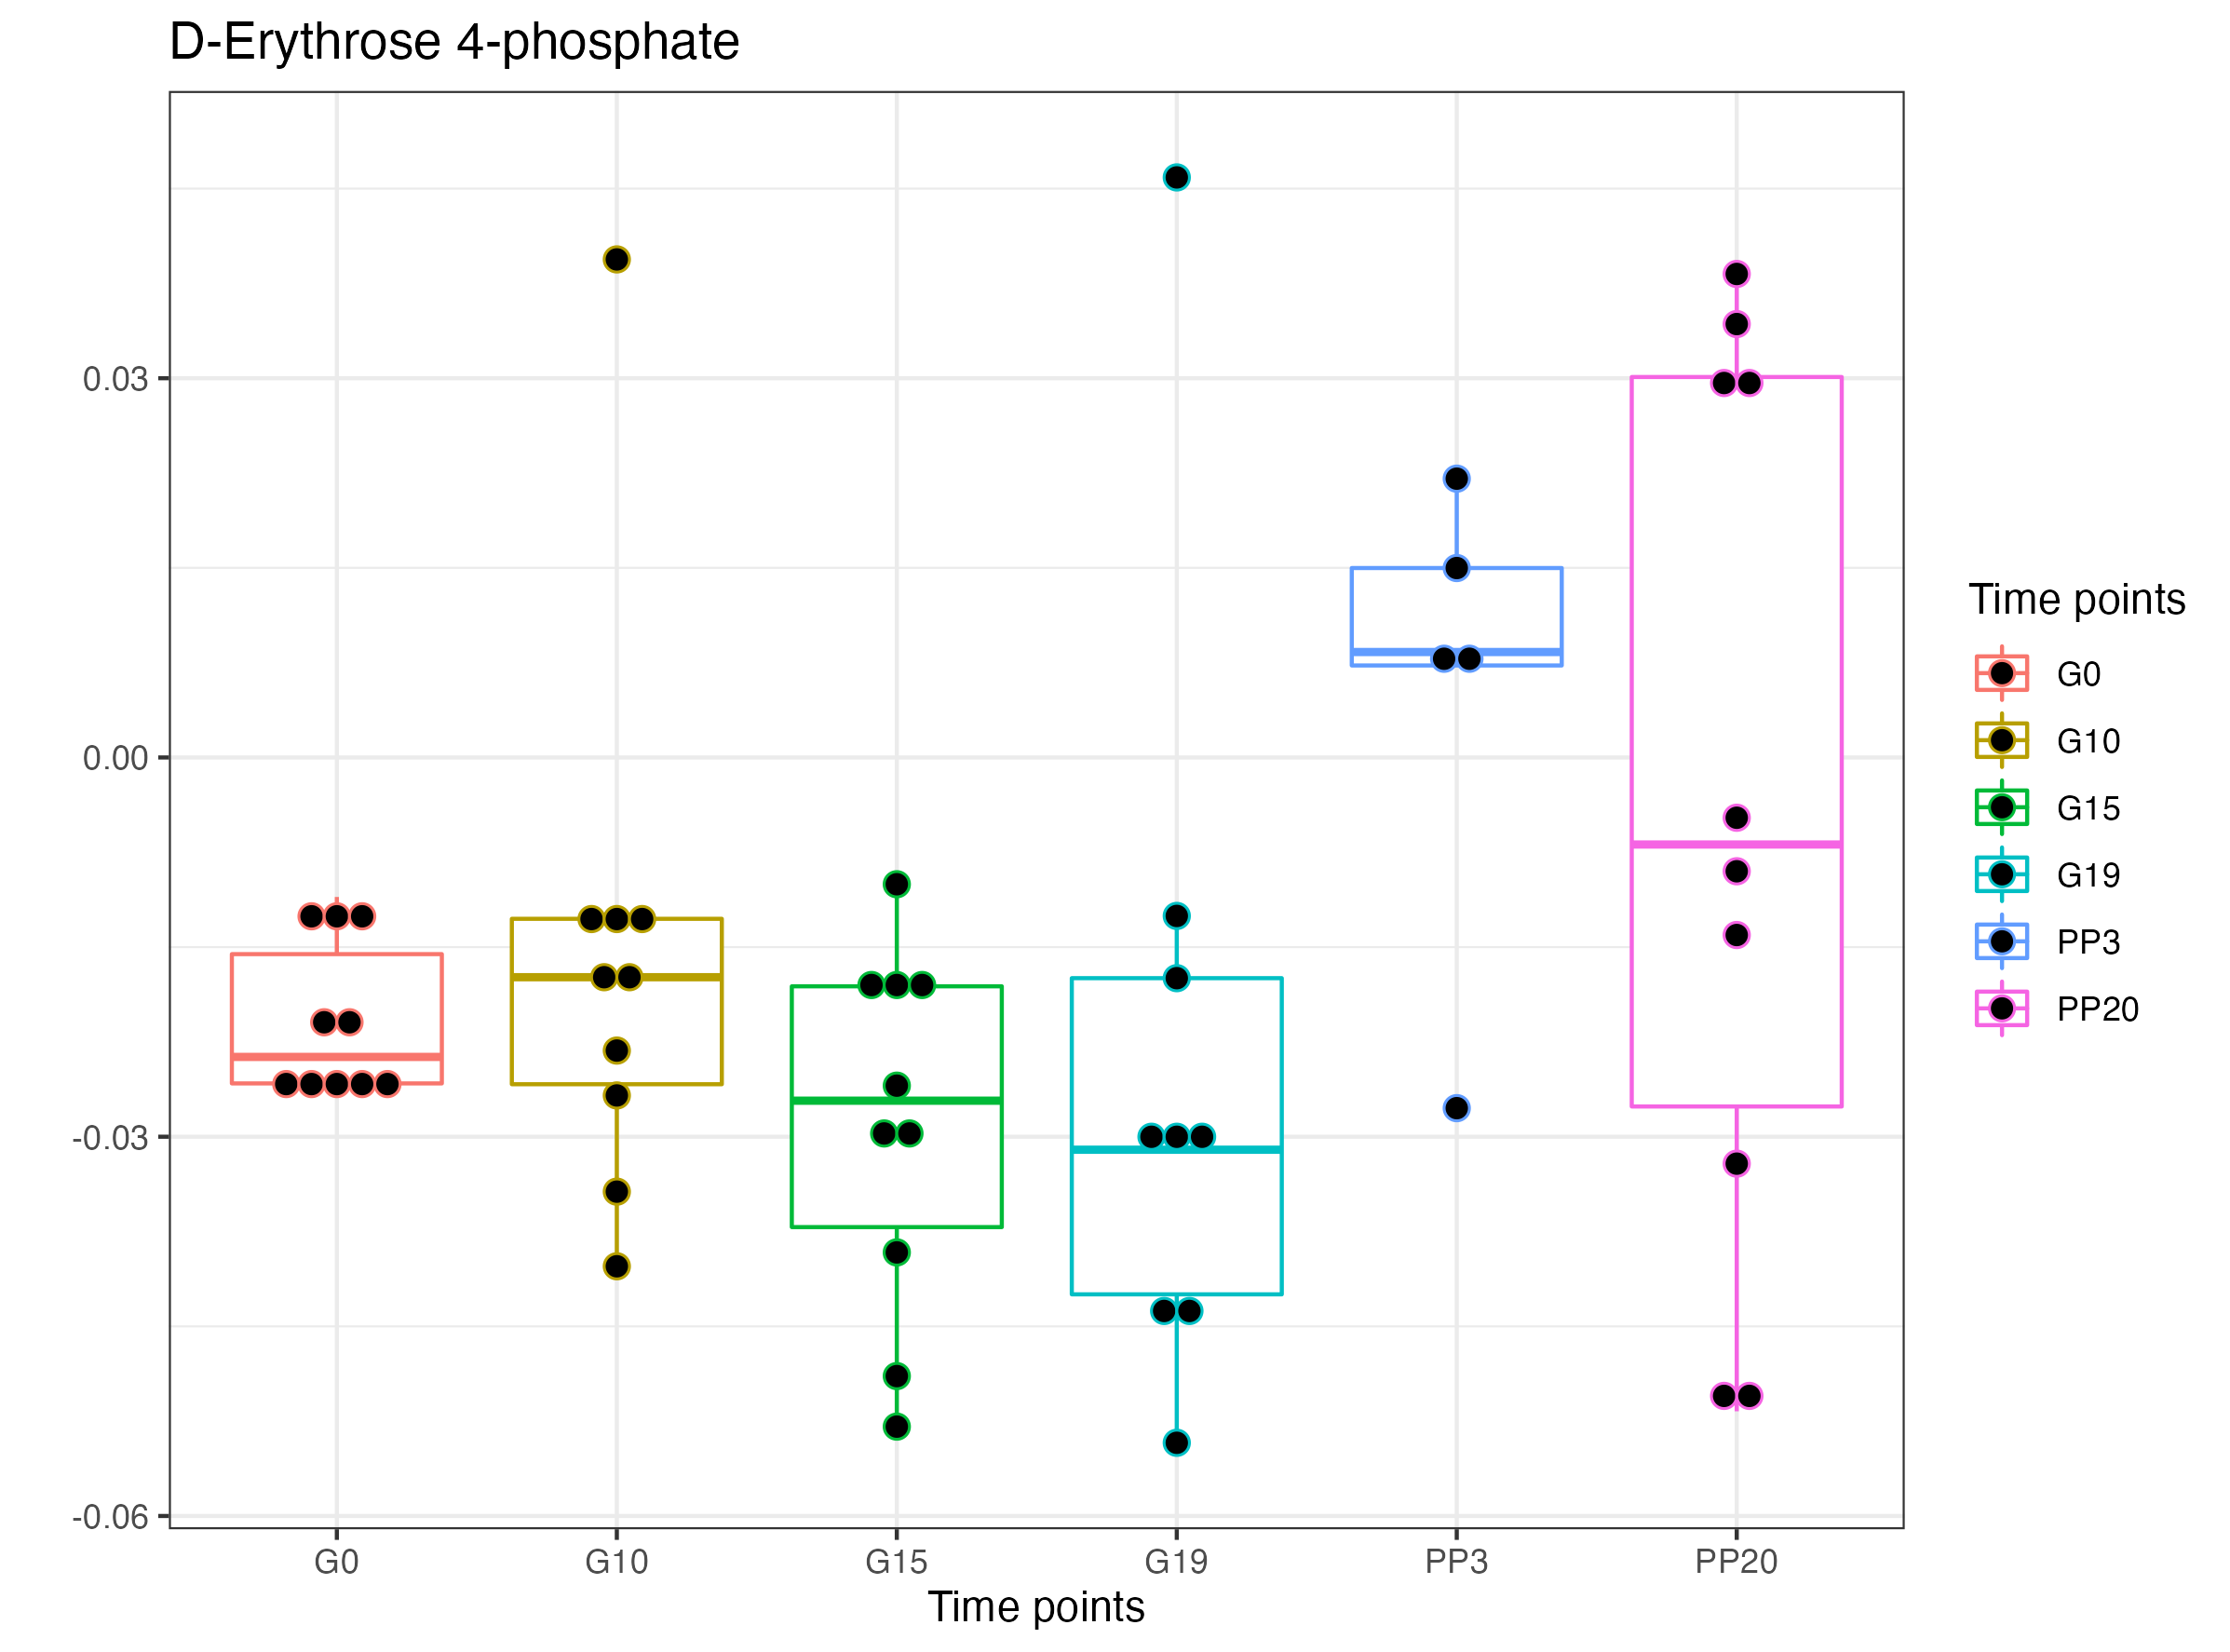 D-Erythrose 4-phosphate
0.03
0.00
-0.03
-0.06
G0 G10 G15 G19 PP3 PP20
Time points
Time points
G0
G10
G15
G19
PP3
PP20